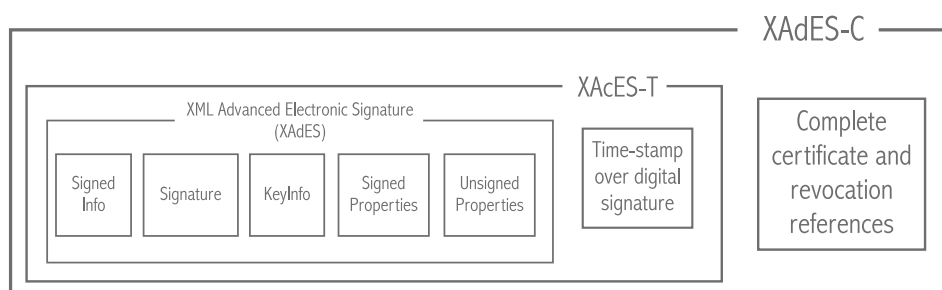 XAdES-C
XAcES-T
XML Advanced Electronic Signature
(XAdES)
Signed
Info
Signature
KeyInfo
Signed
Properties
Unsigned
Properties
Time-stamp
over digital
signature
Complete
certificate and
revocation
references